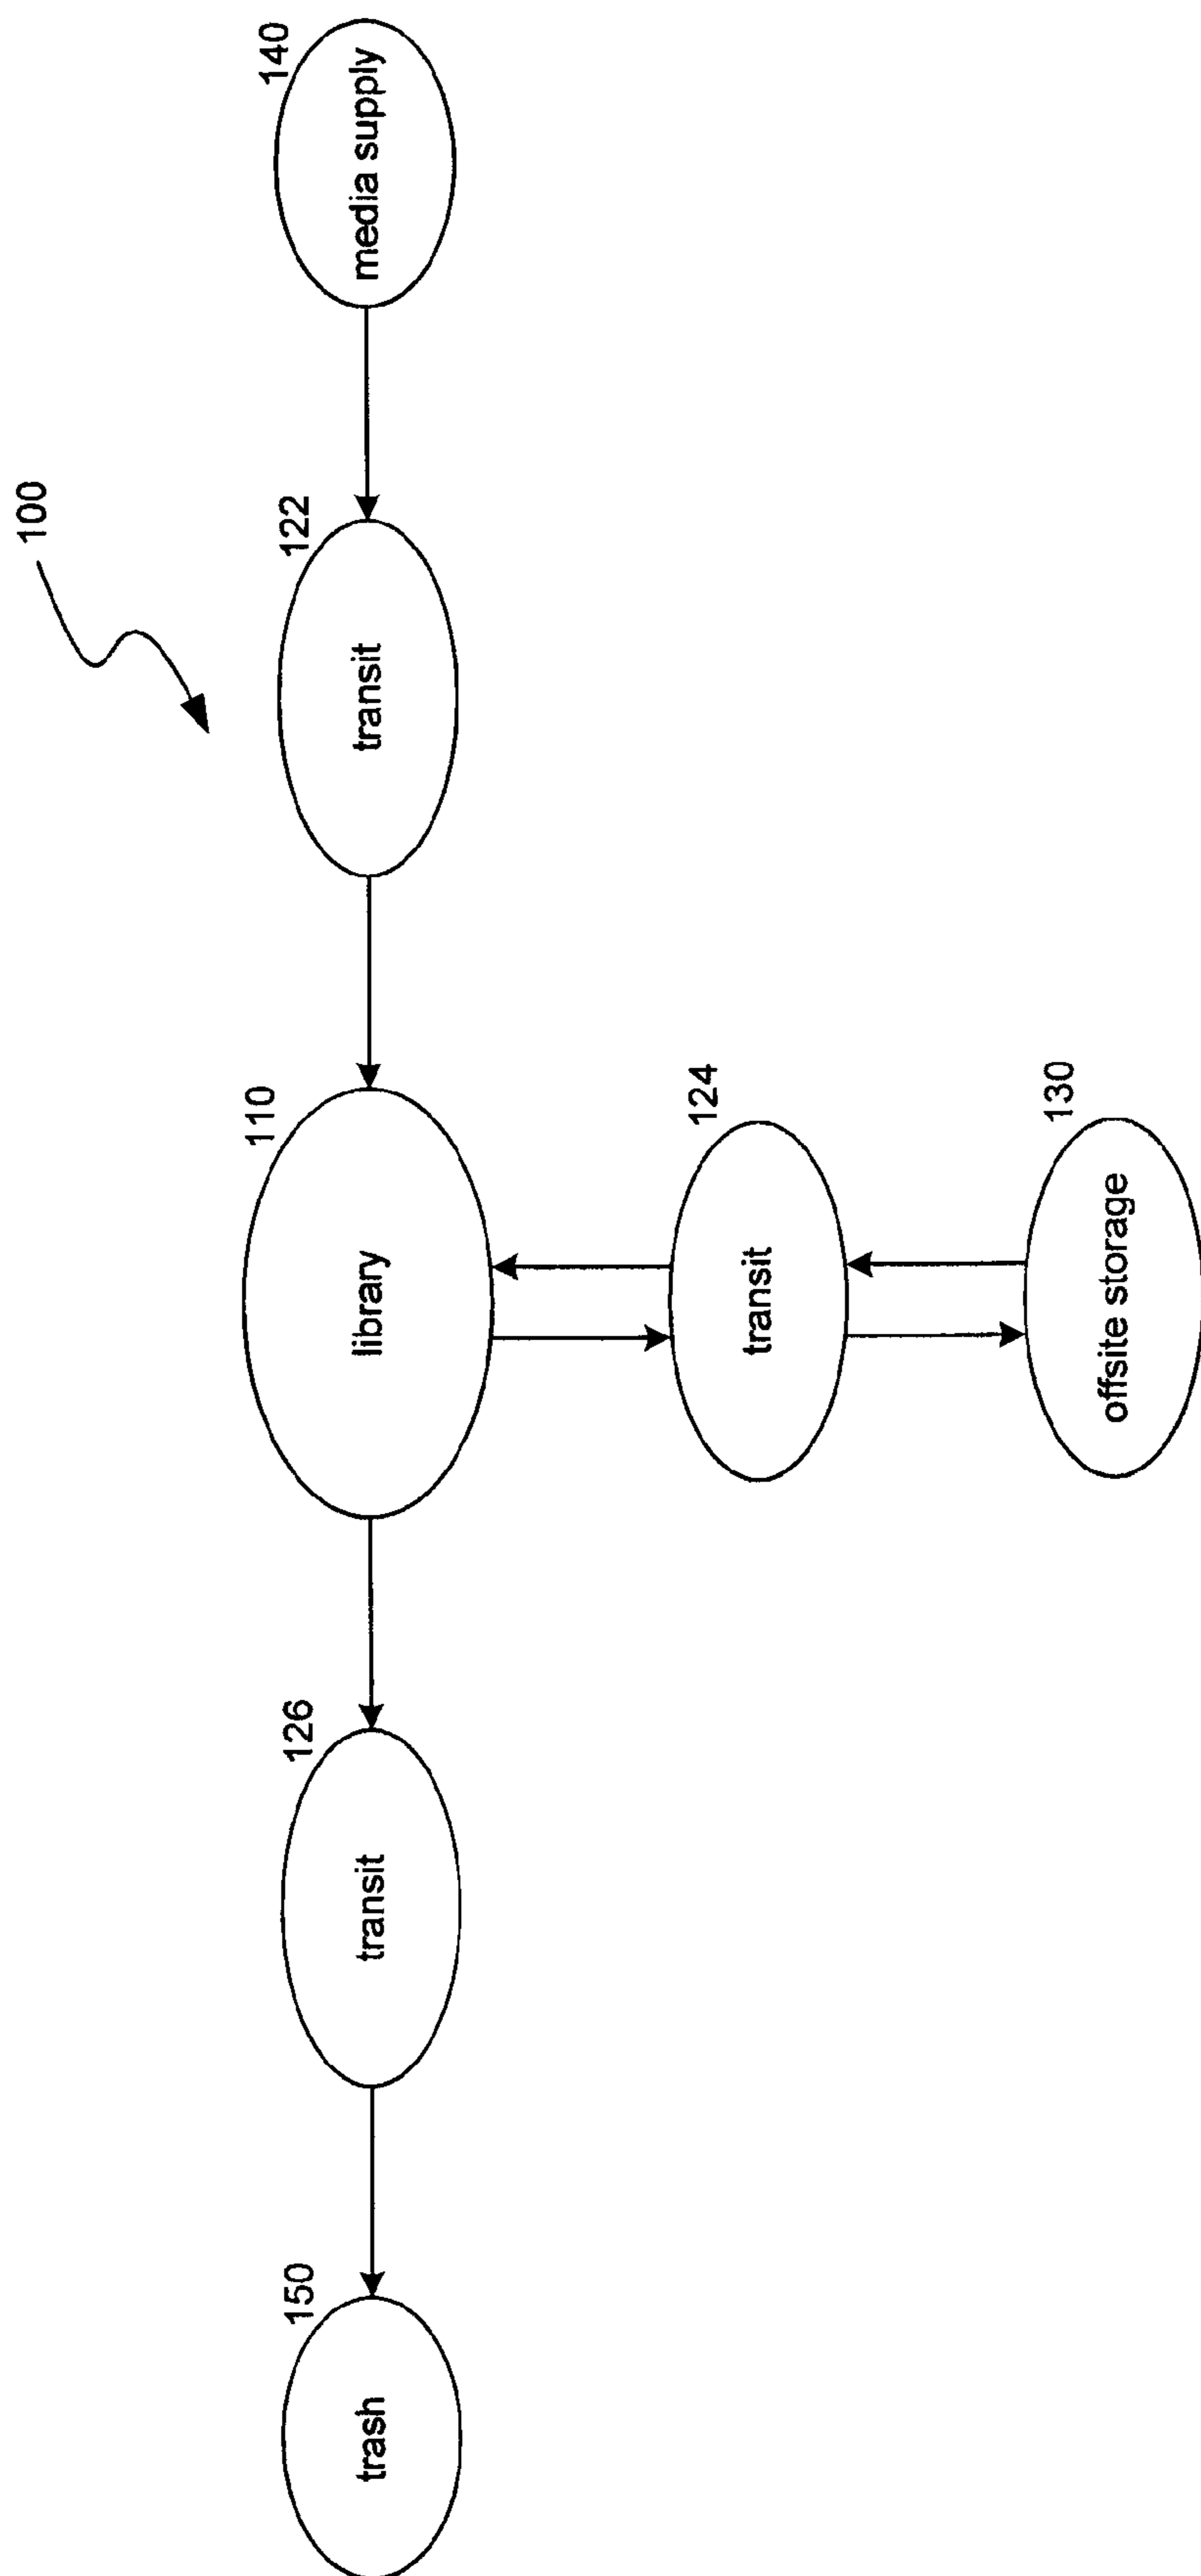 100
150
trash
126
transit
110
library
122
transit
140
media supply
124
transit
130
offsite storage